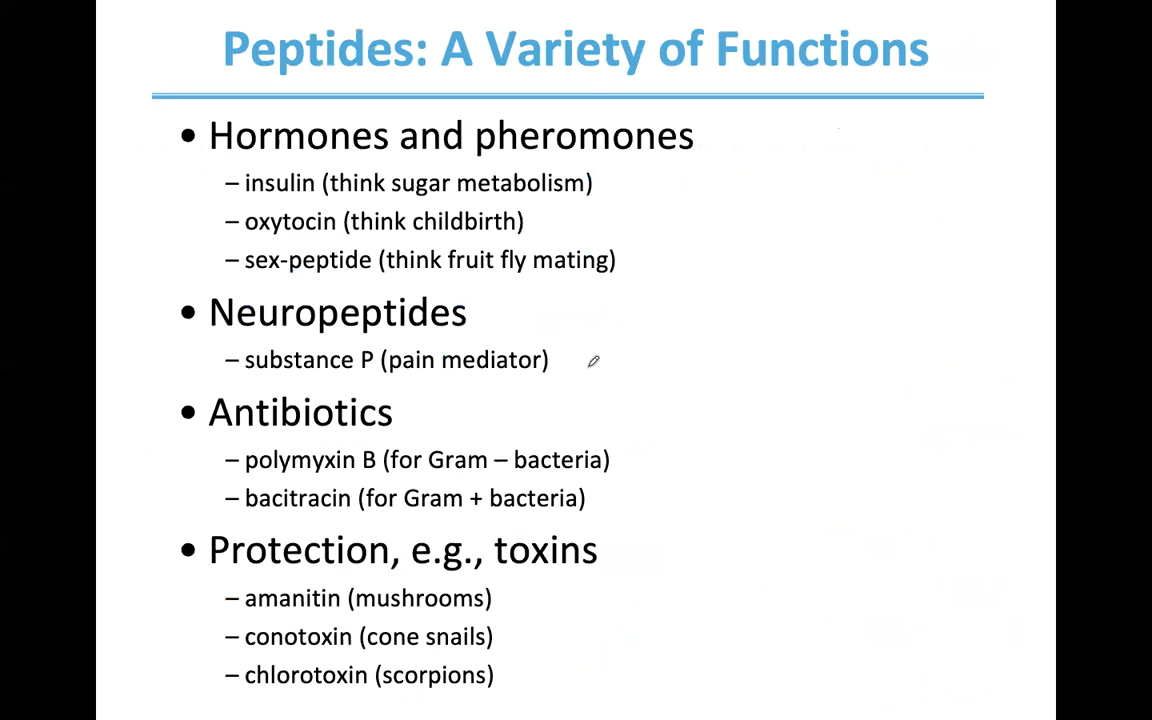 Peptides: A Variety of Functions
• Hormones and pheromones
– insulin (think sugar metabolism)
– oxytocin (think childbirth)
– sex-peptide (think fruit fly mating)
• Neuropeptides
– substance P (pain mediator)
• Antibiotics
– polymyxin B (for Gram – bacteria)
– bacitracin (for Gram + bacteria)
• Protection, e.g., toxins
– amanitin (mushrooms)
– conotoxin (cone snails)
– chlorotoxin (scorpions)